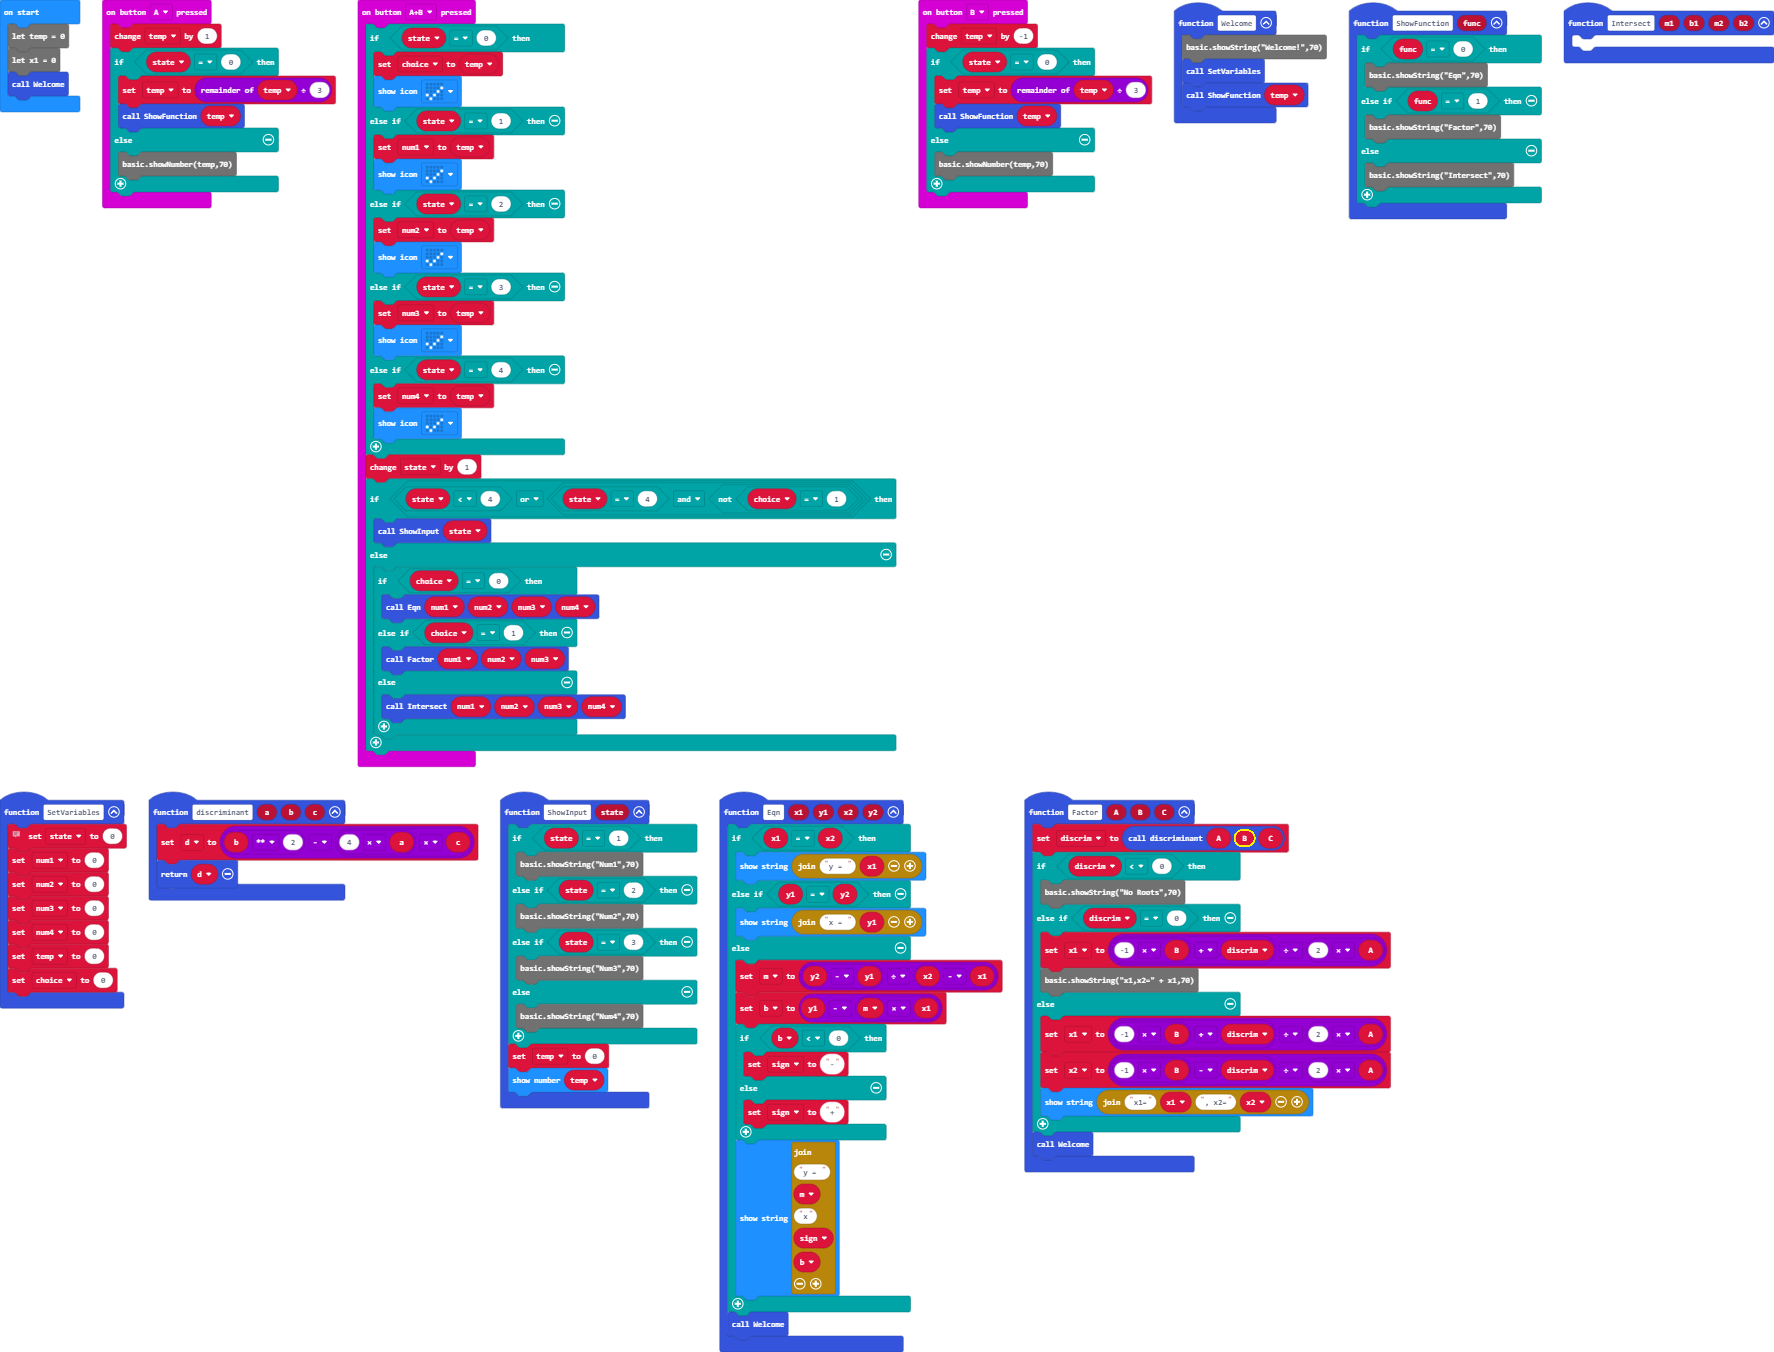 on start
let temp = 0
let x1 = 0
call Welcome
on button A pressed
change temp by 1
if state = 0 then
set temp to remainder of temp ÷ 3
call ShowFunction temp
else
basic.showNumber(temp,70)
on button A+B pressed
if state = 0 then
set choice to temp
show icon
else if state = 1 then
set num1 to temp
show icon
else if state = 2 then
set num2 to temp
show icon
else if state = 3 then
set num3 to temp
show icon
else if state = 4 then
set num4 to temp
show icon
change state by 1
if state < 4 or state = 4 and not choice = 1 then
call ShowInput state
else
if choice = 0 then
call Eqn num1 num2 num3 num4
else if choice = 1 then
call Factor num1 num2 num3
else
call Intersect num1 num2 num3 num4
on button B pressed
change temp by -1
if state = 0 then
set temp to remainder of temp ÷ 3
call ShowFunction temp
else
basic.showNumber(temp,70)
function Welcome
basic.showString("Welcome!",70)
call SetVariables
call ShowFunction temp
function ShowFunction func
if func = 0 then
basic.showString("Eqn",70)
else if func = 1 then
basic.showString("Factor",70)
else
basic.showString("Intersect",70)
function Intersect m1 b1 m2 b2
function SetVariables
set state to 0
set num1 to 0
set num2 to 0
set num3 to 0
set num4 to 0
set temp to 0
set choice to 0
function discriminant a b c
set d to b ** 2 - 4 × a × c
return d
function ShowInput state
if state = 1 then
basic.showString("Num1",70)
else if state = 2 then
basic.showString("Num2",70)
else if state = 3 then
basic.showString("Num3",70)
else
basic.showString("Num4",70)
set temp to 0
show number temp
function Eqn x1 y1 x2 y2
if x1 = x2 then
show string join "y = " x1
else if y1 = y2 then
show string join "x = " y1
else
set m to y2 - y1 ÷ x2 - x1
set b to y1 - m × x1
if b < 0 then
set sign to "-"
else
set sign to "+"
show string join
"y = "
m
"x"
sign
b
call Welcome
function Factor A B C
set discrim to call discriminant A B C
if discrim < 0 then
basic.showString("No Roots",70)
else if discrim = 0 then
set x1 to -1 × B + discrim ÷ 2 × A
basic.showString("x1,x2=" + x1,70)
else
set x1 to -1 × B + discrim ÷ 2 × A
set x2 to -1 × B - discrim ÷ 2 × A
show string join "x1=" x1 ", x2=" x2
call Welcome